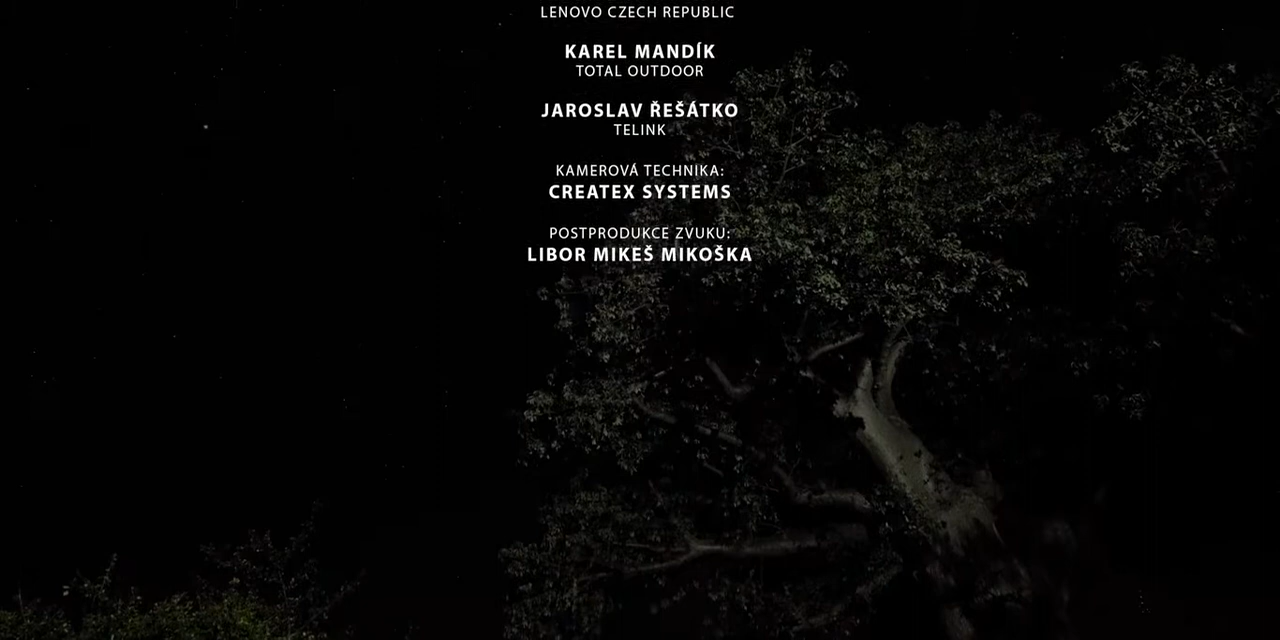 LENOVO CZECH REPUBLIC
KAREL MANDÍK
TOTAL OUTDOOR
JAROSLAV ŘEŠÁTKO
TELINK
KAMEROVÁ TECHNIKA:
CREATEX SYSTEMS
POSTPRODUKCE ZVUKU:
LIBOR MIKEŠ MIKOŠKA